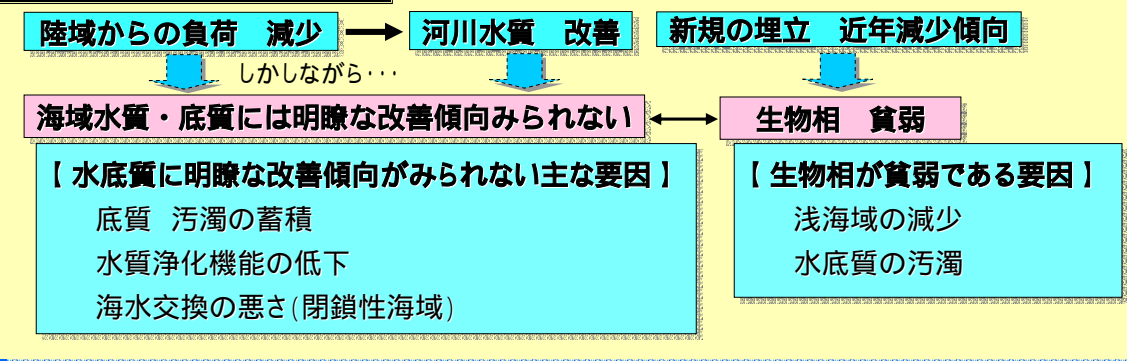 陸域からの負荷　減少
河川水質　改善
新規の埋立　近年減少傾向
しかしながら・・・
海域水質・底質には明瞭な改善傾向みられない
生物相　貧弱
【 水底質に明瞭な改善傾向がみられない主な要因 】
底質　汚濁の蓄積
水質浄化機能の低下
海水交換の悪さ(閉鎖性海域)
【 生物相が貧弱である要因 】
浅海域の減少
水底質の汚濁